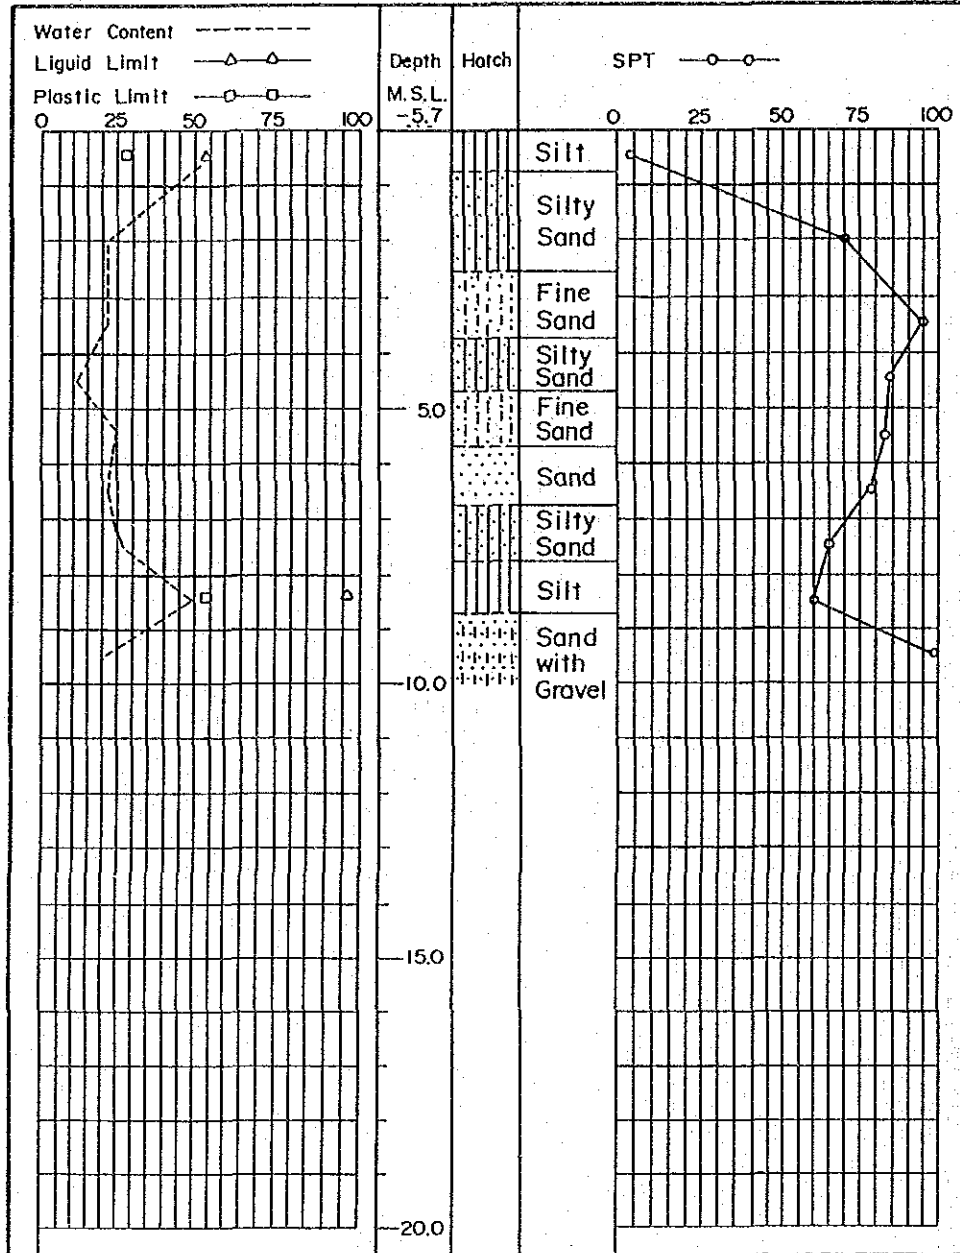 Water Content
Liguid Limit
Plastic Limit
0 25 50 75 100
Depth
M.S.L.
-5.7
Hatch
SPT
0 25 50 75 100
Silt
Silty
Sand
Fine
Sand
Silty
Sand
5.0
Fine
Sand
Sand
Silty
Sand
Silt
Sand
with
Gravel
-10.0
-15.0
-20.0